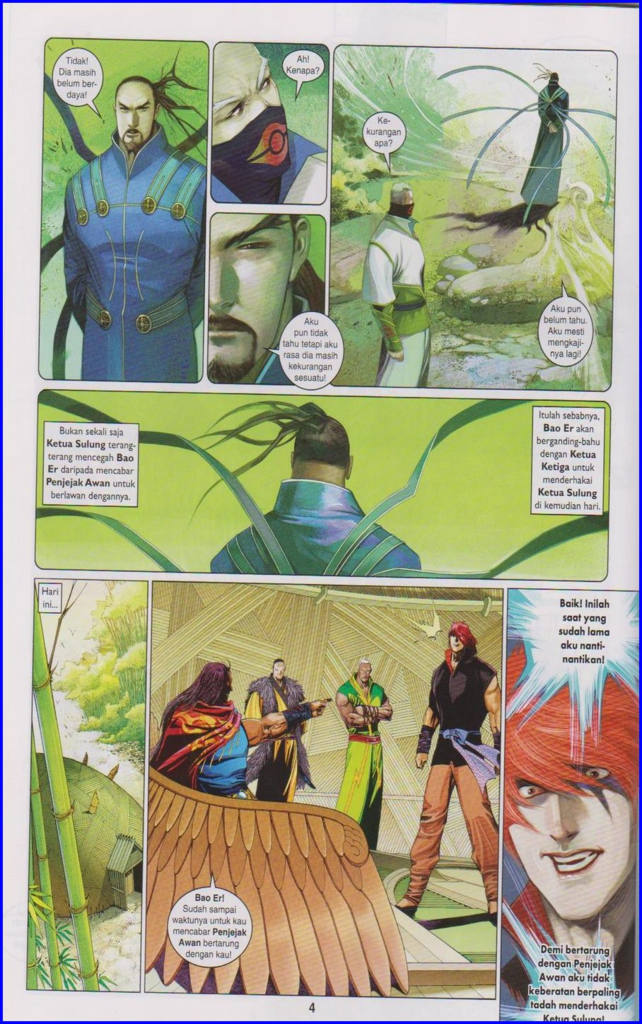 Tidak!
Dia masih
belum ber-
daya!
Ah!
Kenapa?
Aku
pun tidak
tahu tetapi aku
rasa dia masih
kekurangan
sesuatu!
Ke-
kurangan
apa?
Aku pun
belum tahu.
Aku mesti
mengkaji-
nya lagi!
Bukan sekali saja
Ketua Sulung terang-
terang mencegah Bao
Er daripada mencabar
Penjejak Awan untuk
berlawan dengannya.
Itulah sebabnya,
Bao Er akan
berganding-bahu
dengan Ketua
Ketiga untuk
menderhakai
Ketua Sulung
di kemudian hari.
Hari
ini...
Bao Er!
Sudah sampai
waktunya untuk kau
mencabar Penjejak
Awan bertarung
dengan kau!
Baik! Inilah
saat yang
sudah lama
aku nanti-
nantikan!
Demi bertarung
dengan Penjejak
Awan aku tidak
keberatan berpaling
tadah menderhakai
Ketua Sulung!
4